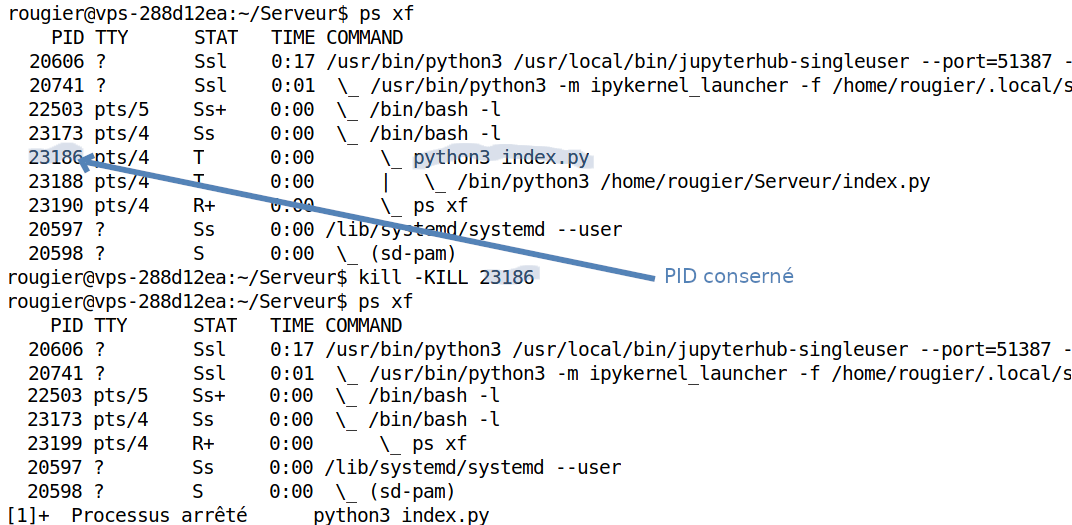 rougier@vps-288d12ea:~/Serveur$ ps xf
PID TTY STAT TIME COMMAND
20606 ? Ssl 0:17 /usr/bin/python3 /usr/local/bin/jupyterhub-singleuser --port=51387 -
20741 ? Ssl 0:01 \_ /usr/bin/python3 -m ipykernel_launcher -f /home/rougier/.local/s
22503 pts/5 Ss+ 0:00 \_ /bin/bash -l
23173 pts/4 Ss 0:00 \_ /bin/bash -l
23186 pts/4 T 0:00 \_ python3 index.py
23188 pts/4 T 0:00 | \_ /bin/python3 /home/rougier/Serveur/index.py
23190 pts/4 R+ 0:00 \_ ps xf
20597 ? Ss 0:00 /lib/systemd/systemd --user
20598 ? S 0:00 \_ (sd-pam)
rougier@vps-288d12ea:~/Serveur$ kill -KILL 23186
PID conserné
rougier@vps-288d12ea:~/Serveur$ ps xf
PID TTY STAT TIME COMMAND
20606 ? Ssl 0:17 /usr/bin/python3 /usr/local/bin/jupyterhub-singleuser --port=51387 -
20741 ? Ssl 0:01 \_ /usr/bin/python3 -m ipykernel_launcher -f /home/rougier/.local/s
22503 pts/5 Ss+ 0:00 \_ /bin/bash -l
23173 pts/4 Ss 0:00 \_ /bin/bash -l
23199 pts/4 R+ 0:00 \_ ps xf
20597 ? Ss 0:00 /lib/systemd/systemd --user
20598 ? S 0:00 \_ (sd-pam)
[1]+ Processus arrêté python3 index.py